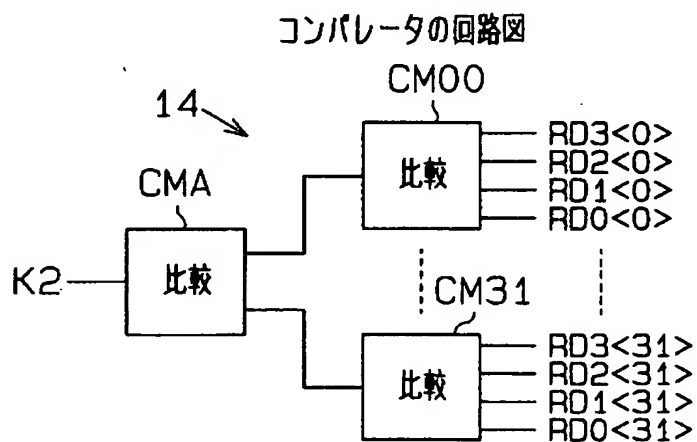 コンパレータの回路図
14
CM00
比較
RD3<0>
RD2<0>
RD1<0>
RD0<0>
CMA
比較
K2
CM31
比較
RD3<31>
RD2<31>
RD1<31>
RD0<31>